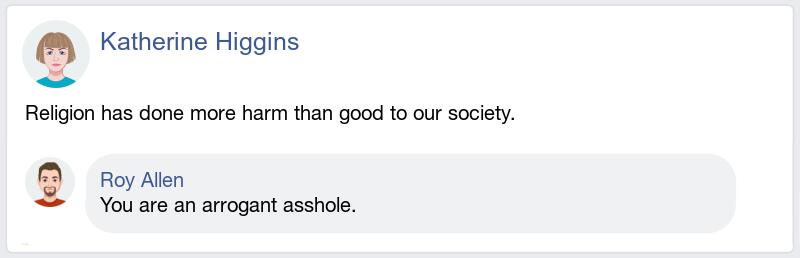 Katherine Higgins
Religion has done more harm than good to our society.
Roy Allen
You are an arrogant asshole.